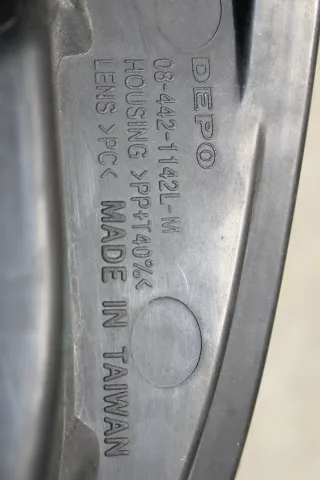 DEPO
08-442-1142L-M
HOUSING >PP+T40%<
LENS >PC< MADE IN TAIWAN